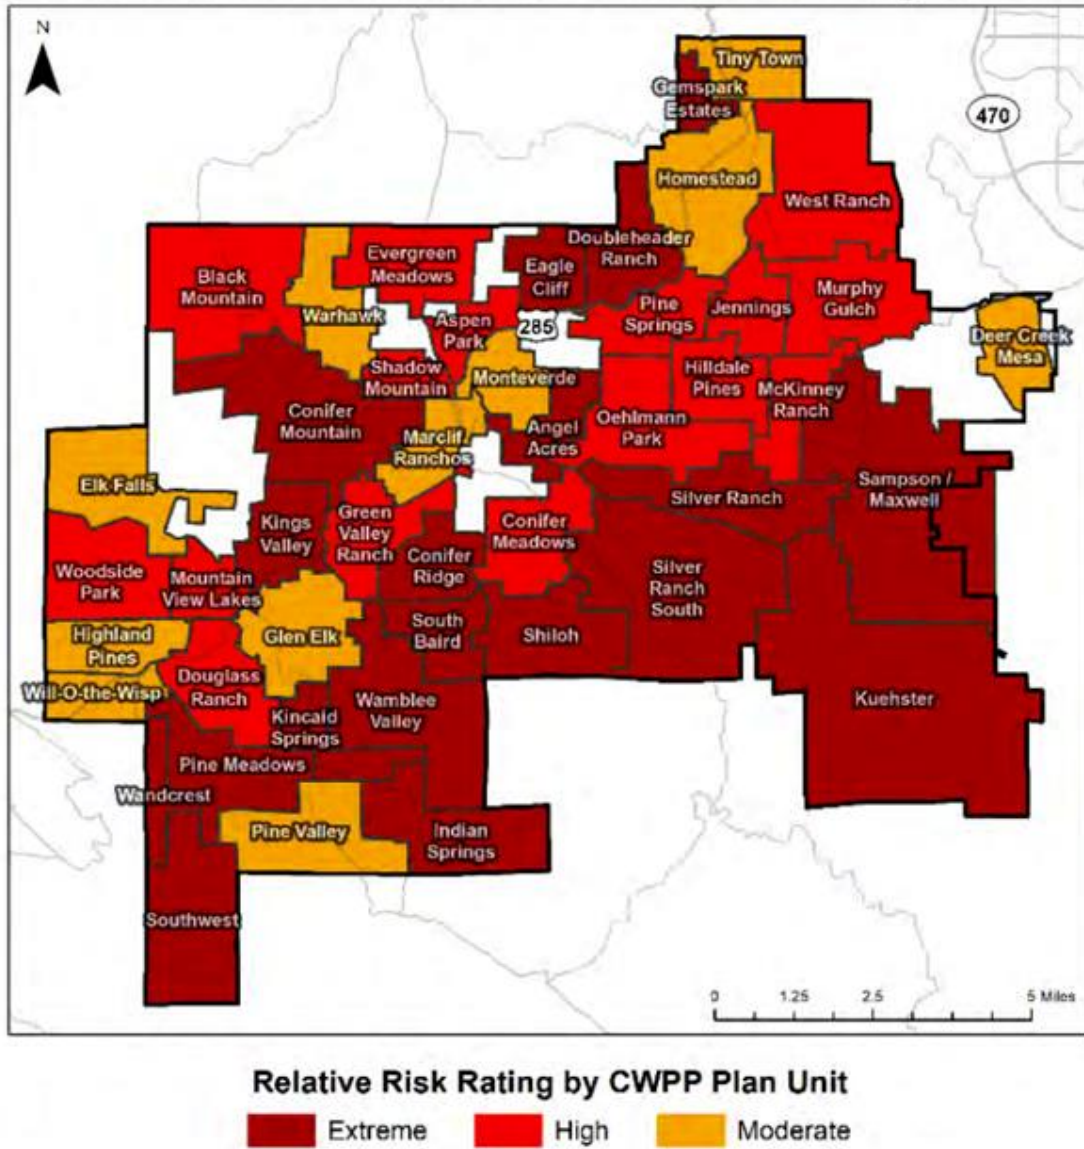 N
Tiny Town
Gemspark
Estates
470
Homestead
West Ranch
Doubleheader
Ranch
Evergreen
Meadows
Eagle
Cliff
Black
Mountain
Murphy
Gulch
Pine
Springs
Jennings
Warhawk
Aspen
Park
285
Deer Creek
Mesa
Shadow
Mountain
Monteverde
Hilldale
Pines
McKinney
Ranch
Conifer
Mountain
Angel
Acres
Oehlmann
Park
Marclif
Ranchos
Elk Falls
Silver Ranch
Sampson /
Maxwell
Kings
Valley
Green
Valley
Ranch
Conifer
Meadows
Conifer
Ridge
Woodside
Park
Mountain
View Lakes
Silver
Ranch
South
Highland
Pines
Glen Elk
South
Baird
Shiloh
Will-O-the-Wisp
Douglass
Ranch
Kincaid
Springs
Wamblee
Valley
Kuehster
Pine Meadows
Wandcrest
Pine Valley
Indian
Springs
Southwest
0 1.25 2.5 5 Miles
Relative Risk Rating by CWPP Plan Unit
Extreme High Moderate